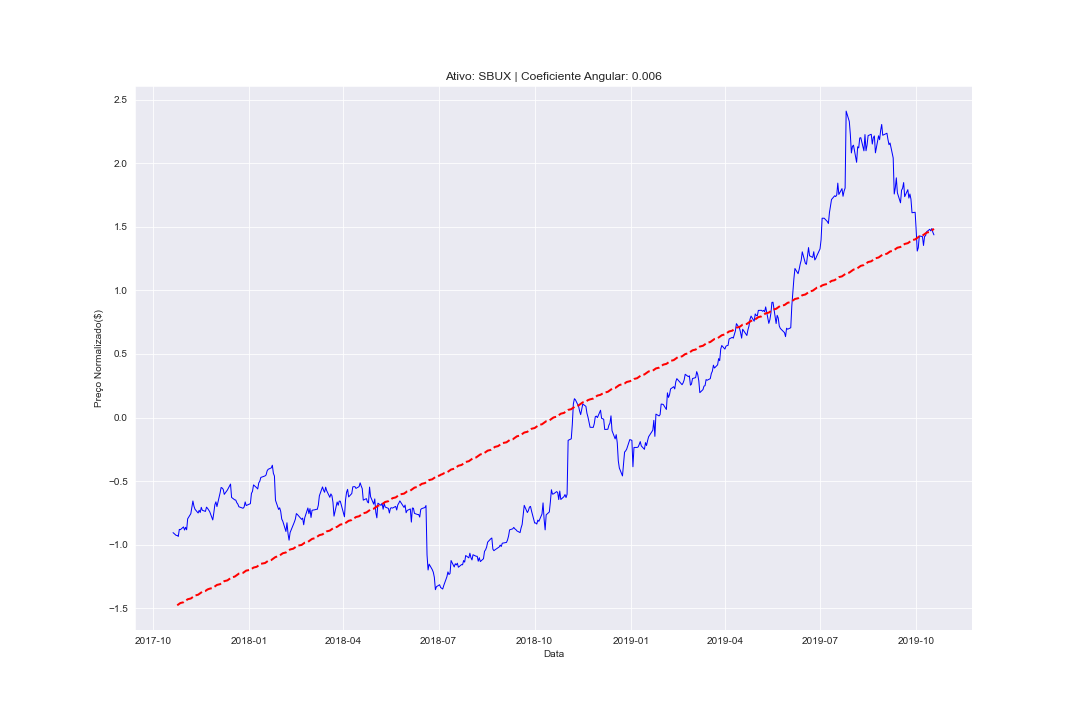 Ativo: SBUX | Coeficiente Angular: 0.006
2.5
2.0
1.5
1.0
0.5
0.0
−0.5
−1.0
−1.5
Preço Normalizado($)
2017-10 2018-01 2018-04 2018-07 2018-10 2019-01 2019-04 2019-07 2019-10
Data